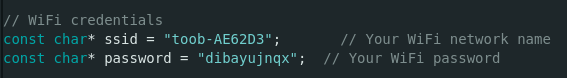 // WiFi credentials
const char* ssid = "toob-AE62D3";       // Your WiFi network name
const char* password = "dibayujnqx";  // Your WiFi password